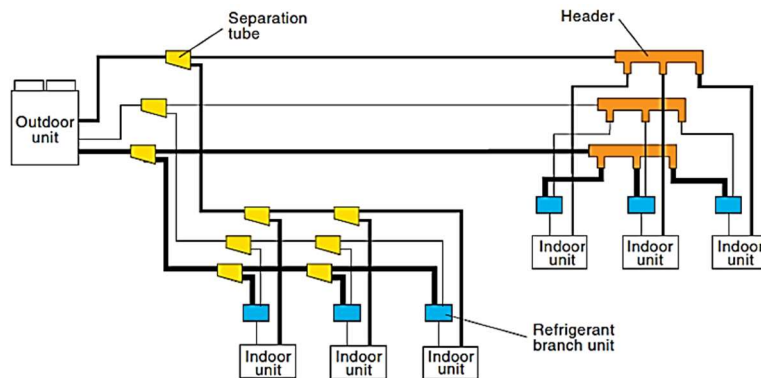 Separation
tube
Header
Outdoor
unit
Indoor
unit
Indoor
unit
Indoor
unit
Refrigerant
branch unit
Indoor
unit
Indoor
unit
Indoor
unit